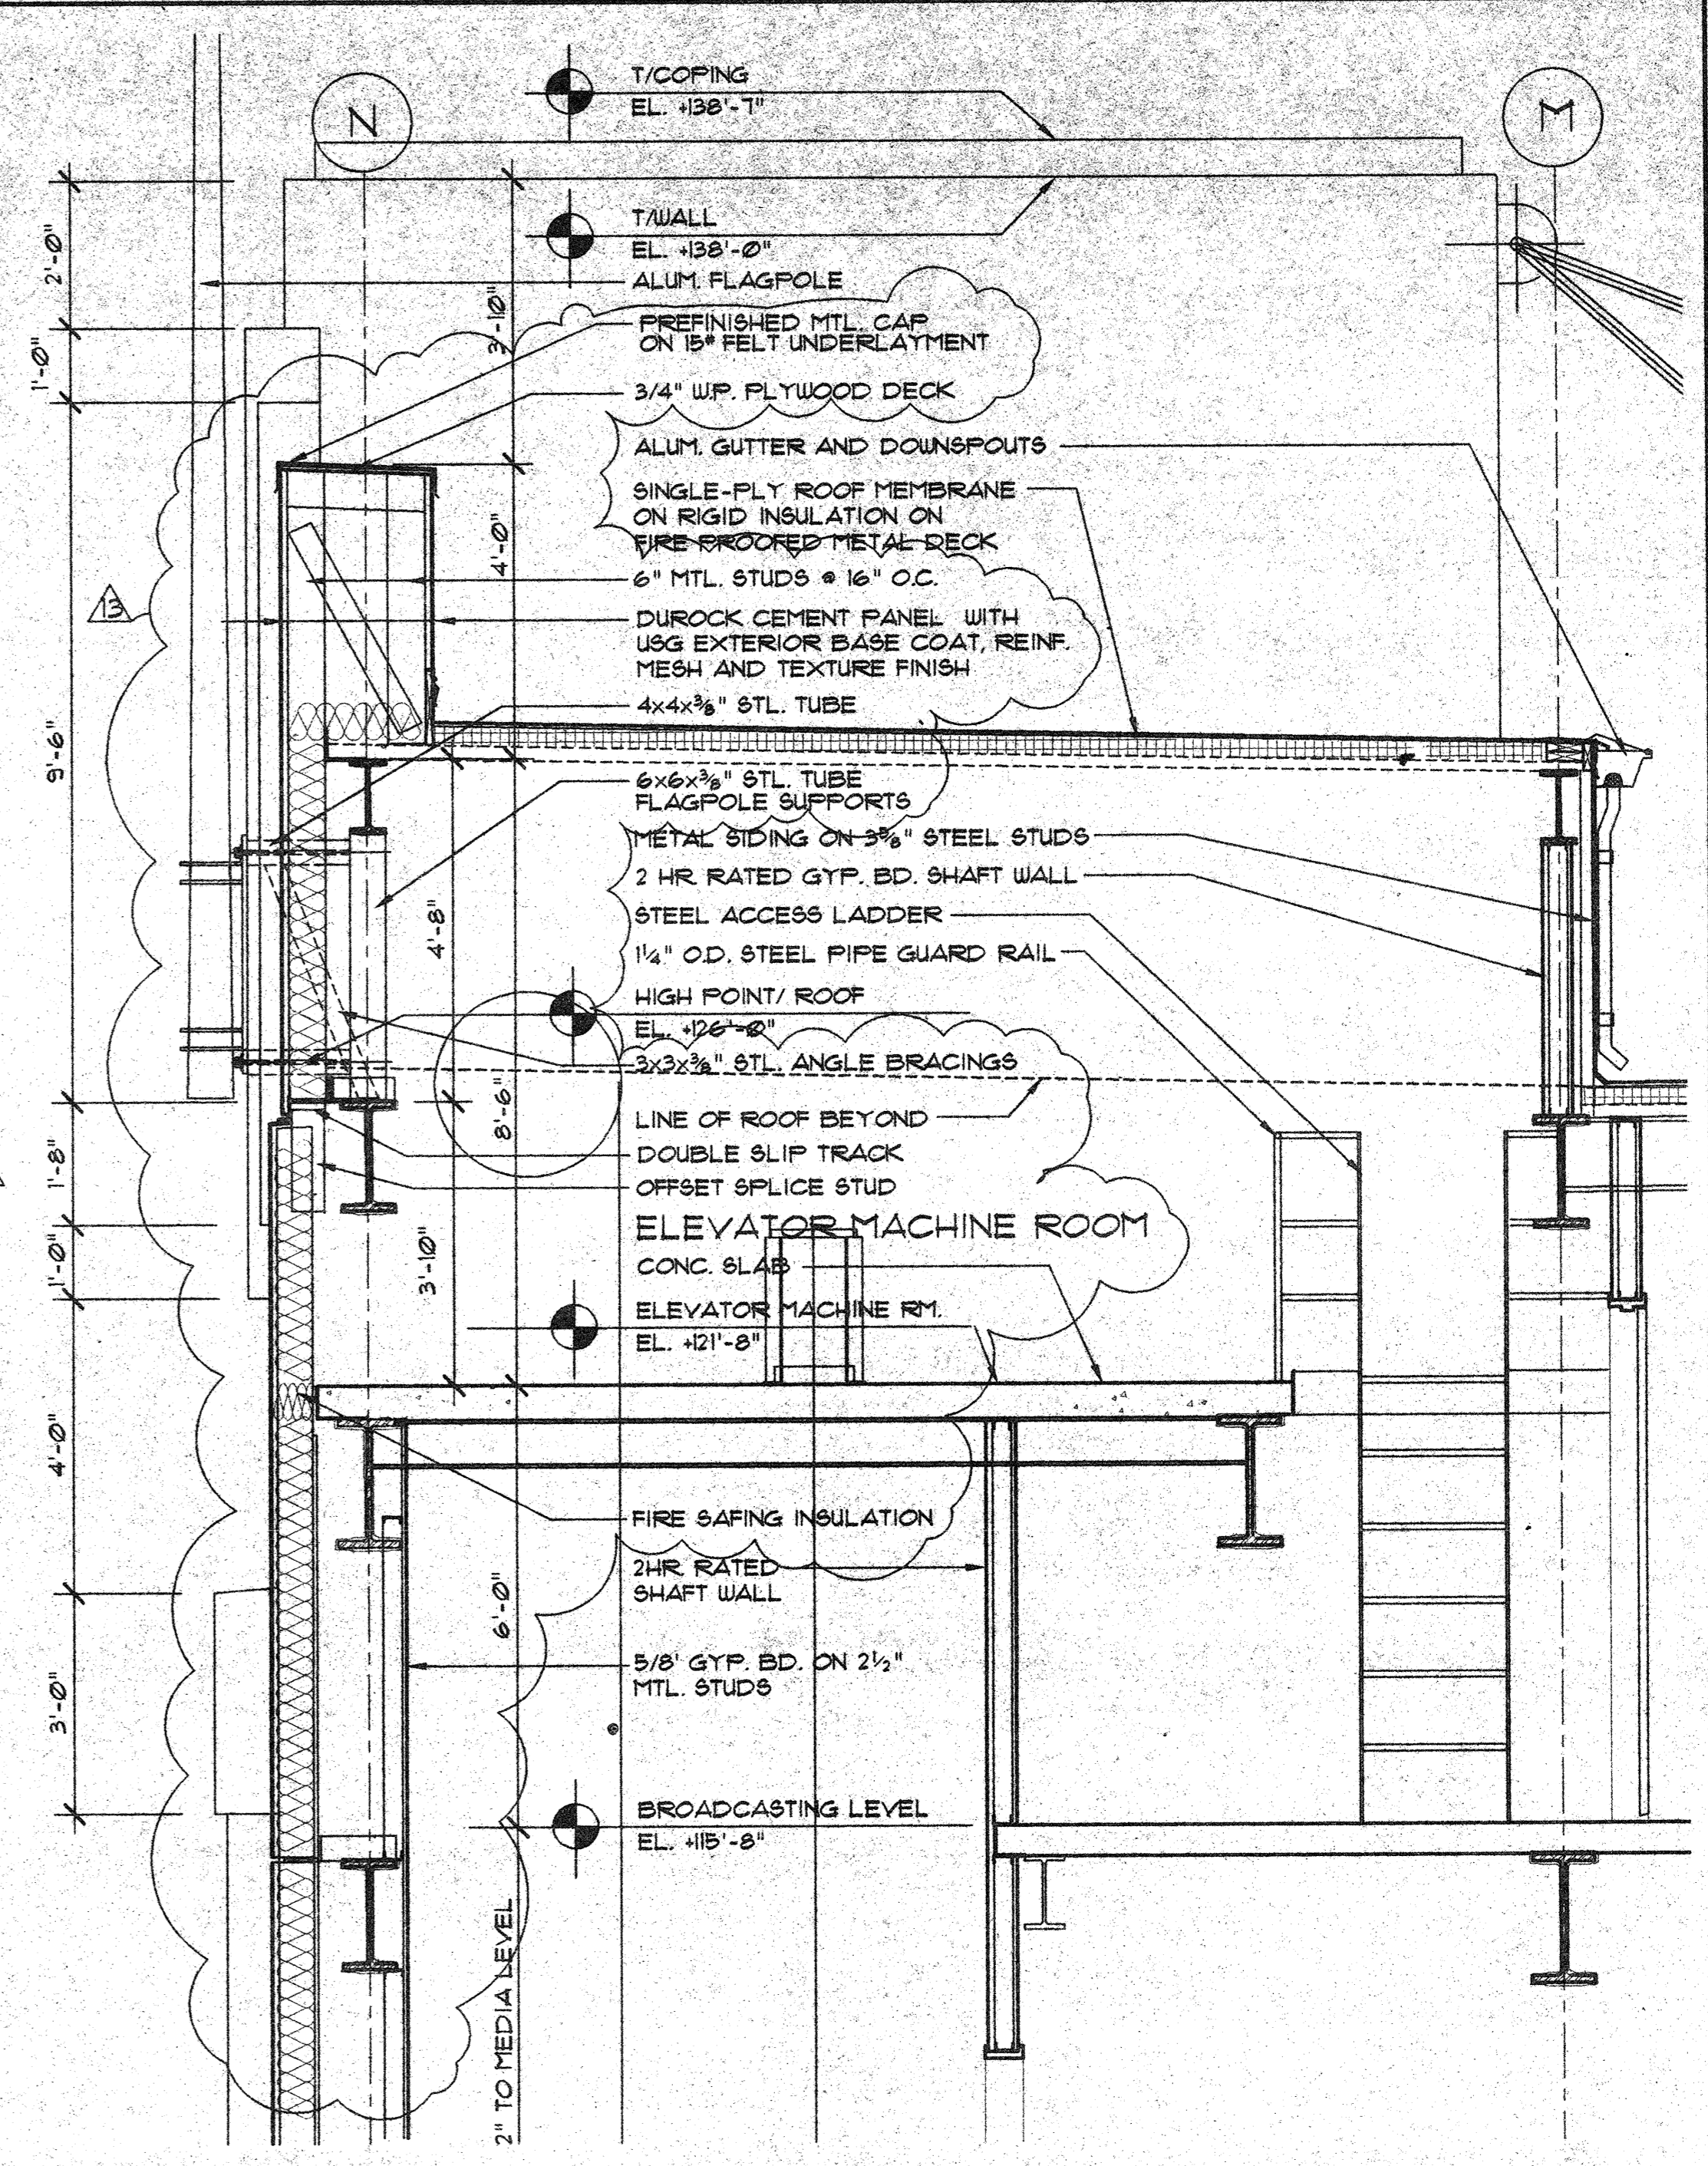 N
M
T/COPING
EL. +138'-7"
T/WALL
EL. +138'-0"
ALUM. FLAGPOLE
PREFINISHED MTL. CAP
ON 15# FELT UNDERLAYMENT
3/4" W.P. PLYWOOD DECK
ALUM. GUTTER AND DOWNSPOUTS
SINGLE-PLY ROOF MEMBRANE
ON RIGID INSULATION ON
FIRE PROOFED METAL DECK
6" MTL. STUDS @ 16" O.C.
DUROCK CEMENT PANEL WITH
USG EXTERIOR BASE COAT, REINF.
MESH AND TEXTURE FINISH
4x4x3/8" STL. TUBE
6x6x3/8" STL. TUBE
FLAGPOLE SUPPORTS
METAL SIDING ON 3 5/8" STEEL STUDS
2 HR RATED GYP. BD. SHAFT WALL
STEEL ACCESS LADDER
1 1/4" O.D. STEEL PIPE GUARD RAIL
HIGH POINT/ ROOF
EL. +126'-0"
3x3x3/8" STL. ANGLE BRACINGS
LINE OF ROOF BEYOND
DOUBLE SLIP TRACK
OFFSET SPLICE STUD
ELEVATOR MACHINE ROOM
CONC. SLAB
ELEVATOR MACHINE RM.
EL. +121'-8"
FIRE SAFING INSULATION
2HR RATED
SHAFT WALL
5/8' GYP. BD. ON 2 1/2"
MTL. STUDS
BROADCASTING LEVEL
EL. +115'-8"
13
2'-0"
1'-0"
9'-6"
1'-8"
1'-0"
4'-0"
3'-0"
3'-10"
4'-0"
4'-8"
8'-6"
3'-10"
6'-0"
2" TO MEDIA LEVEL